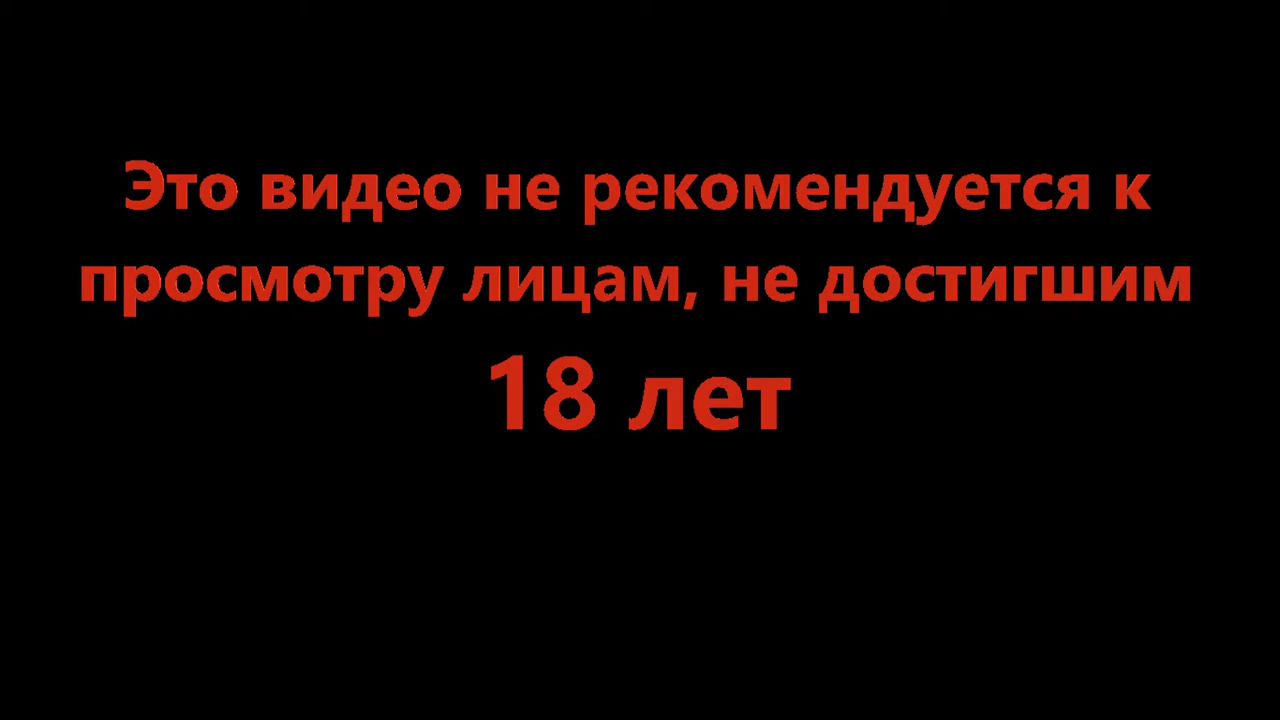 Это видео не рекомендуется к
просмотру лицам, не достигшим
18 лет